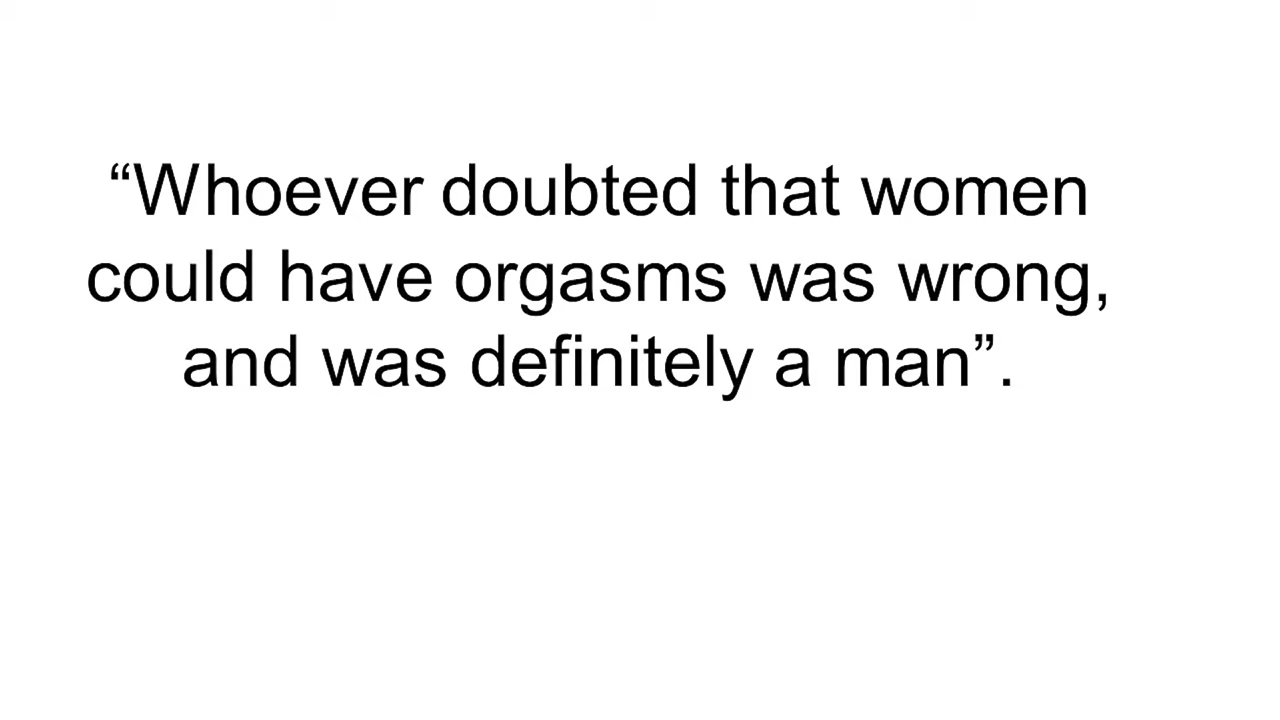 “Whoever doubted that women
could have orgasms was wrong,
and was definitely a man”.